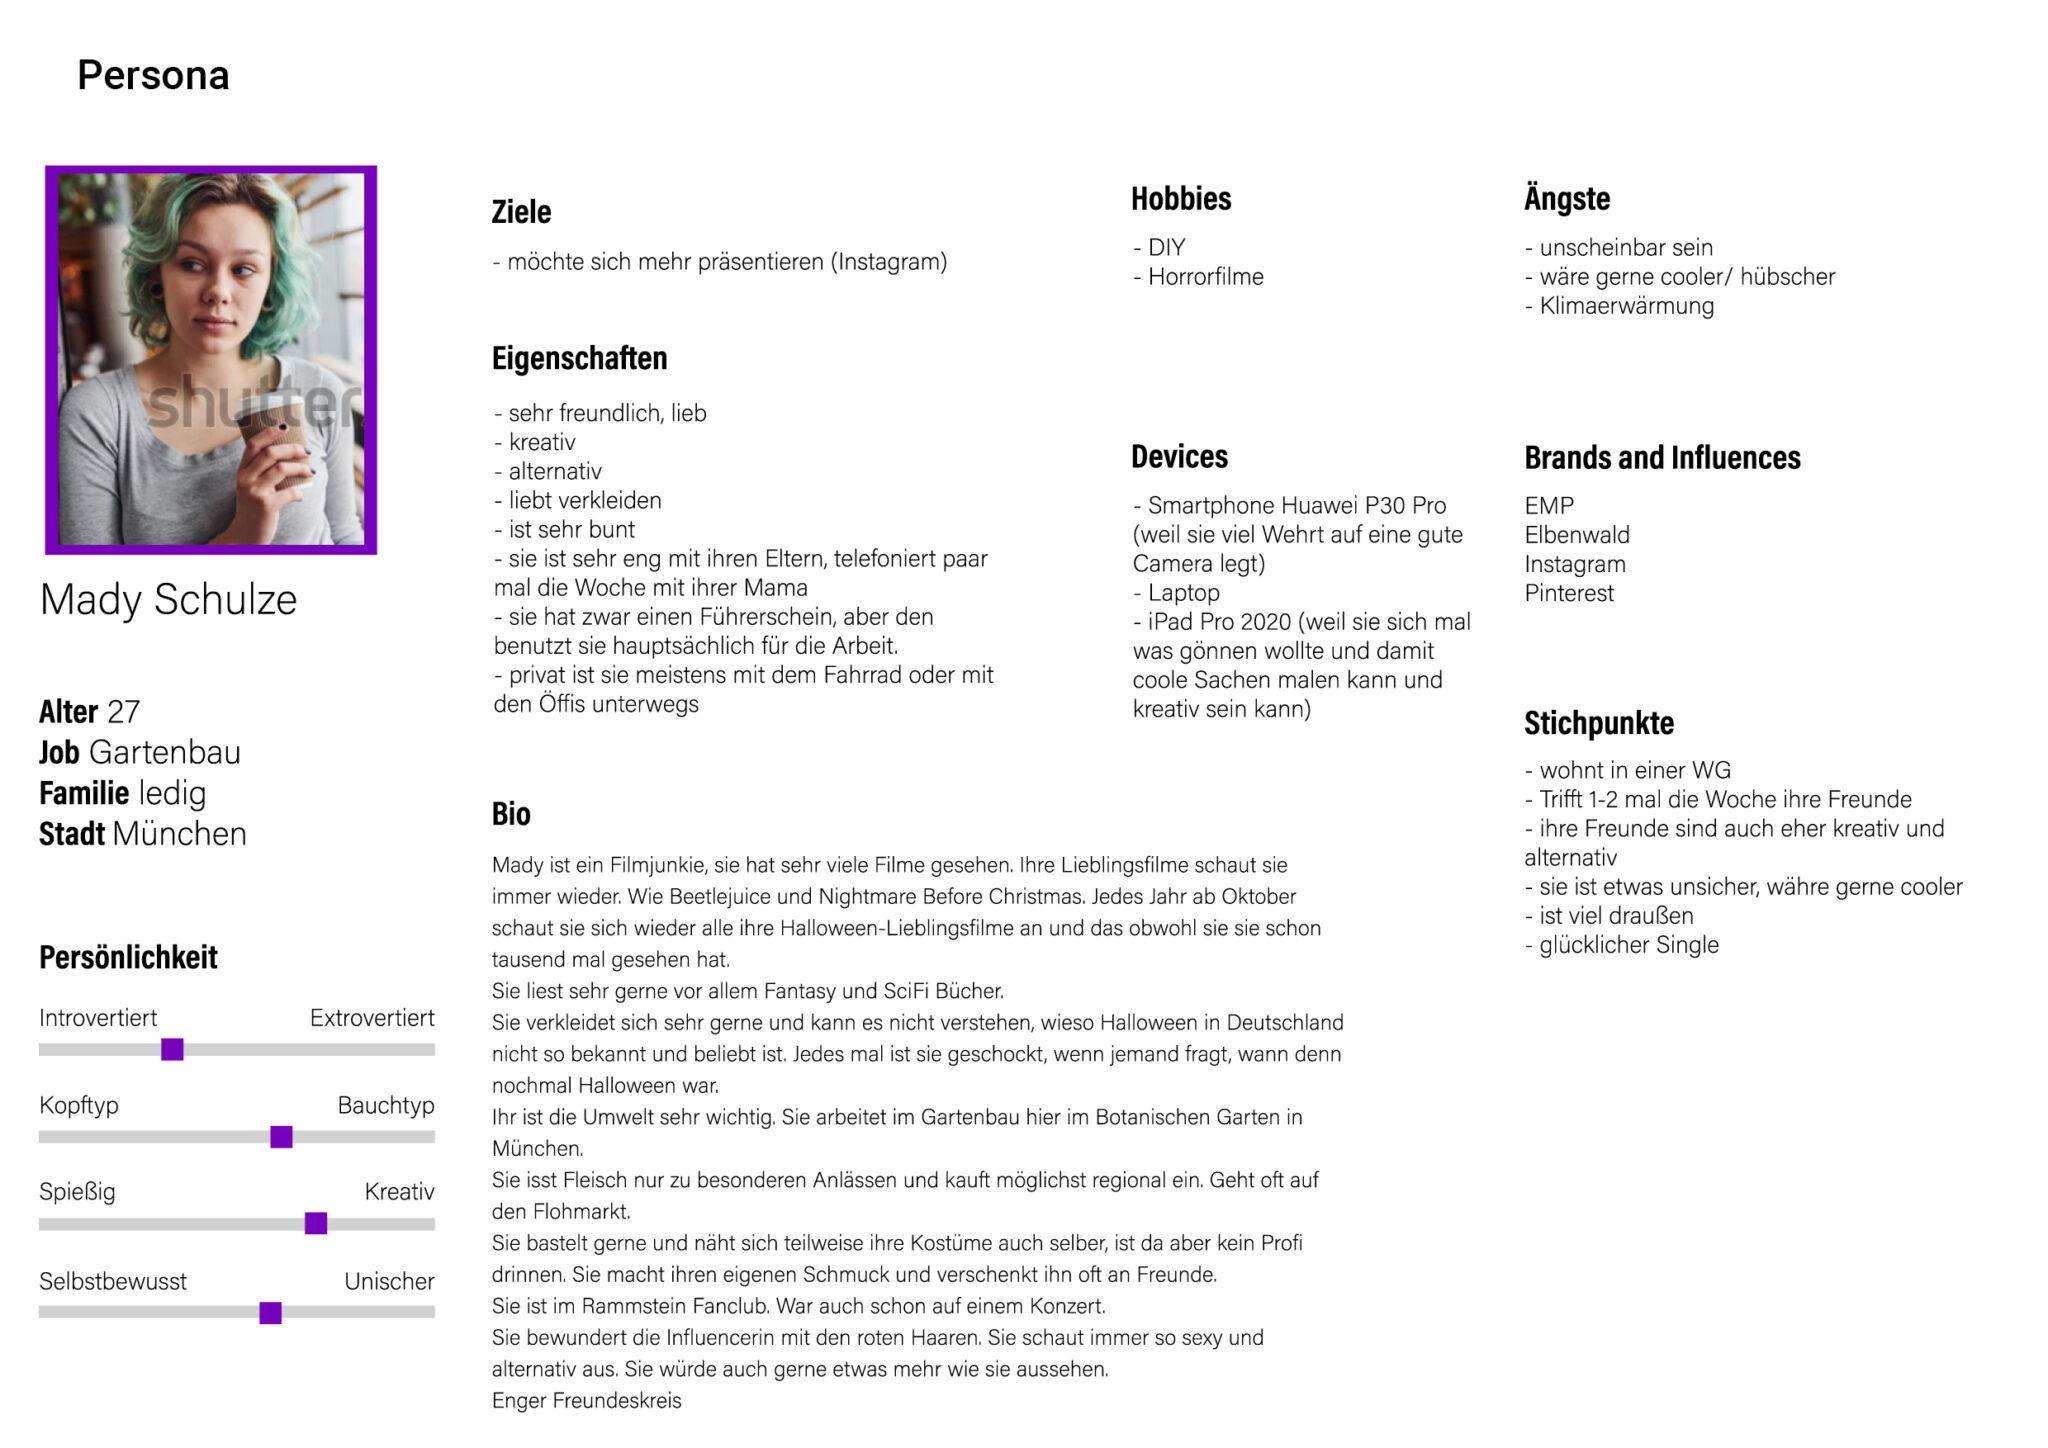 Persona
shutter
Mady Schulze
Alter 27
Job Gartenbau
Familie ledig
Stadt München
Persönlichkeit
Introvertiert Extrovertiert
Kopftyp Bauchtyp
Spießig Kreativ
Selbstbewusst Unischer
Ziele
- möchte sich mehr präsentieren (Instagram)
Eigenschaften
- sehr freundlich, lieb
- kreativ
- alternativ
- liebt verkleiden
- ist sehr bunt
- sie ist sehr eng mit ihren Eltern, telefoniert paar
mal die Woche mit ihrer Mama
- sie hat zwar einen Führerschein, aber den
benutzt sie hauptsächlich für die Arbeit.
- privat ist sie meistens mit dem Fahrrad oder mit
den Öffis unterwegs
Bio
Mady ist ein Filmjunkie, sie hat sehr viele Filme gesehen. Ihre Lieblingsfilme schaut sie
immer wieder. Wie Beetlejuice und Nightmare Before Christmas. Jedes Jahr ab Oktober
schaut sie sich wieder alle ihre Halloween-Lieblingsfilme an und das obwohl sie sie schon
tausend mal gesehen hat.
Sie liest sehr gerne vor allem Fantasy und SciFi Bücher.
Sie verkleidet sich sehr gerne und kann es nicht verstehen, wieso Halloween in Deutschland
nicht so bekannt und beliebt ist. Jedes mal ist sie geschockt, wenn jemand fragt, wann denn
nochmal Halloween war.
Ihr ist die Umwelt sehr wichtig. Sie arbeitet im Gartenbau hier im Botanischen Garten in
München.
Sie isst Fleisch nur zu besonderen Anlässen und kauft möglichst regional ein. Geht oft auf
den Flohmarkt.
Sie bastelt gerne und näht sich teilweise ihre Kostüme auch selber, ist da aber kein Profi
drinnen. Sie macht ihren eigenen Schmuck und verschenkt ihn oft an Freunde.
Sie ist im Rammstein Fanclub. War auch schon auf einem Konzert.
Sie bewundert die Influencerin mit den roten Haaren. Sie schaut immer so sexy und
alternativ aus. Sie würde auch gerne etwas mehr wie sie aussehen.
Enger Freundeskreis
Hobbies
- DIY
- Horrorfilme
Devices
- Smartphone Huawei P30 Pro
(weil sie viel Wehrt auf eine gute
Camera legt)
- Laptop
- iPad Pro 2020 (weil sie sich mal
was gönnen wollte und damit
coole Sachen malen kann und
kreativ sein kann)
Ängste
- unscheinbar sein
- wäre gerne cooler/ hübscher
- Klimaerwärmung
Brands and Influences
EMP
Elbenwald
Instagram
Pinterest
Stichpunkte
- wohnt in einer WG
- Trifft 1-2 mal die Woche ihre Freunde
- ihre Freunde sind auch eher kreativ und
alternativ
- sie ist etwas unsicher, währe gerne cooler
- ist viel draußen
- glücklicher Single